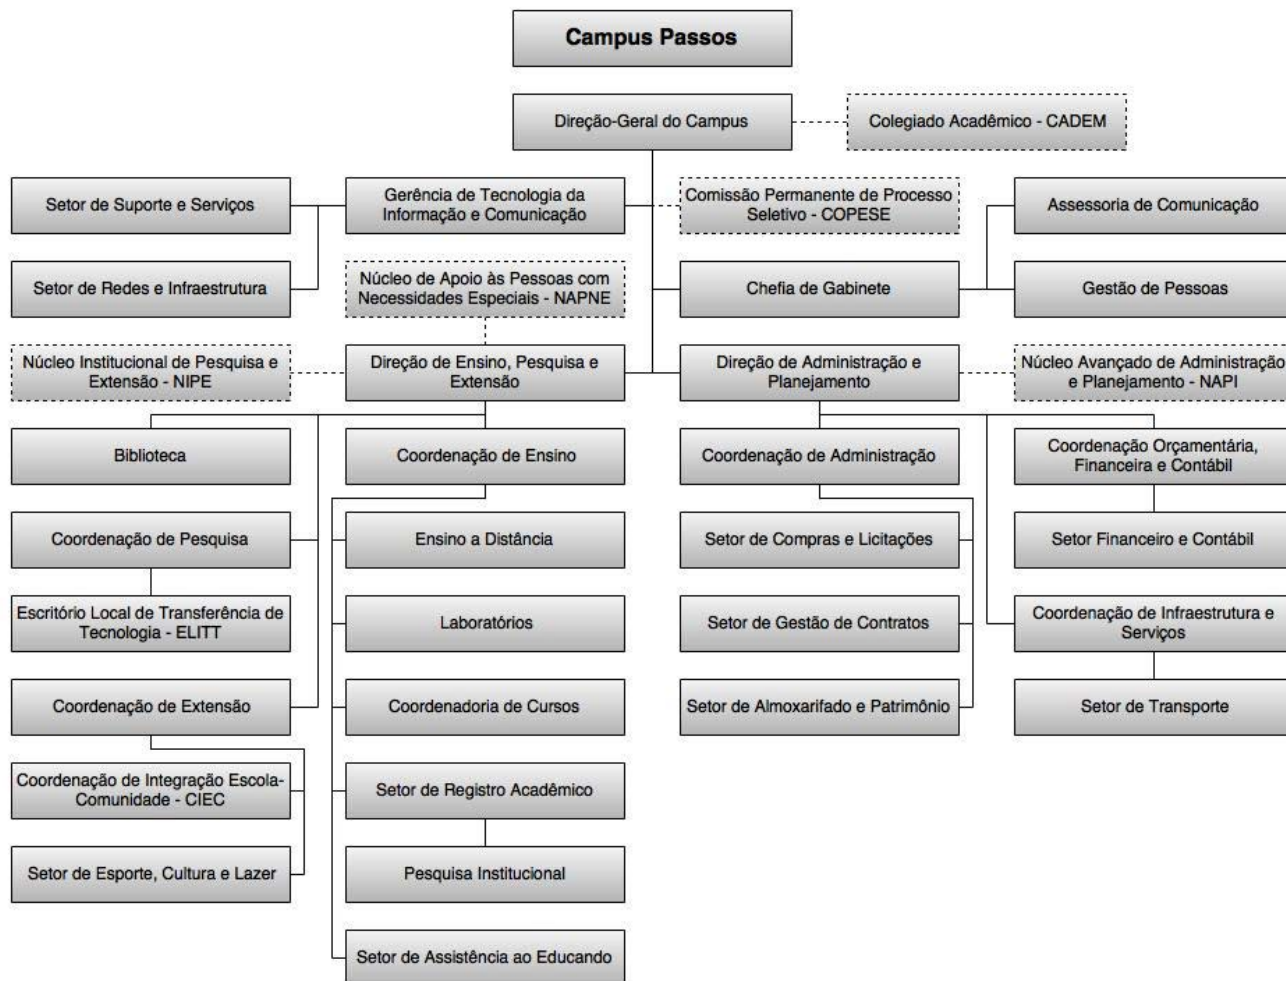 Campus Passos
Direção-Geral do Campus
Colegiado Acadêmico - CADEM
Setor de Suporte e Serviços
Gerência de Tecnologia da
Informação e Comunicação
Comissão Permanente de Processo
Seletivo - COPESE
Assessoria de Comunicação
Setor de Redes e Infraestrutura
Núcleo de Apoio às Pessoas com
Necessidades Especiais - NAPNE
Chefia de Gabinete
Gestão de Pessoas
Núcleo Institucional de Pesquisa e
Extensão - NIPE
Direção de Ensino, Pesquisa e
Extensão
Direção de Administração e
Planejamento
Núcleo Avançado de Administração
e Planejamento - NAPI
Biblioteca
Coordenação de Ensino
Coordenação de Administração
Coordenação Orçamentária,
Financeira e Contábil
Coordenação de Pesquisa
Ensino a Distância
Setor de Compras e Licitações
Setor Financeiro e Contábil
Escritório Local de Transferência de
Tecnologia - ELITT
Laboratórios
Setor de Gestão de Contratos
Coordenação de Infraestrutura e
Serviços
Coordenação de Extensão
Coordenadoria de Cursos
Setor de Almoxarifado e Patrimônio
Setor de Transporte
Coordenação de Integração Escola-
Comunidade - CIEC
Setor de Registro Acadêmico
Setor de Esporte, Cultura e Lazer
Pesquisa Institucional
Setor de Assistência ao Educando